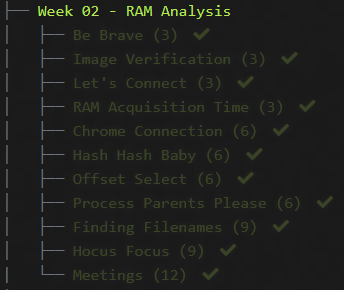 Week 02 - RAM Analysis
Be Brave (3) ✔
Image Verification (3) ✔
Let's Connect (3) ✔
RAM Acquisition Time (3) ✔
Chrome Connection (6) ✔
Hash Hash Baby (6) ✔
Offset Select (6) ✔
Process Parents Please (6) ✔
Finding Filenames (9) ✔
Hocus Focus (9) ✔
Meetings (12) ✔